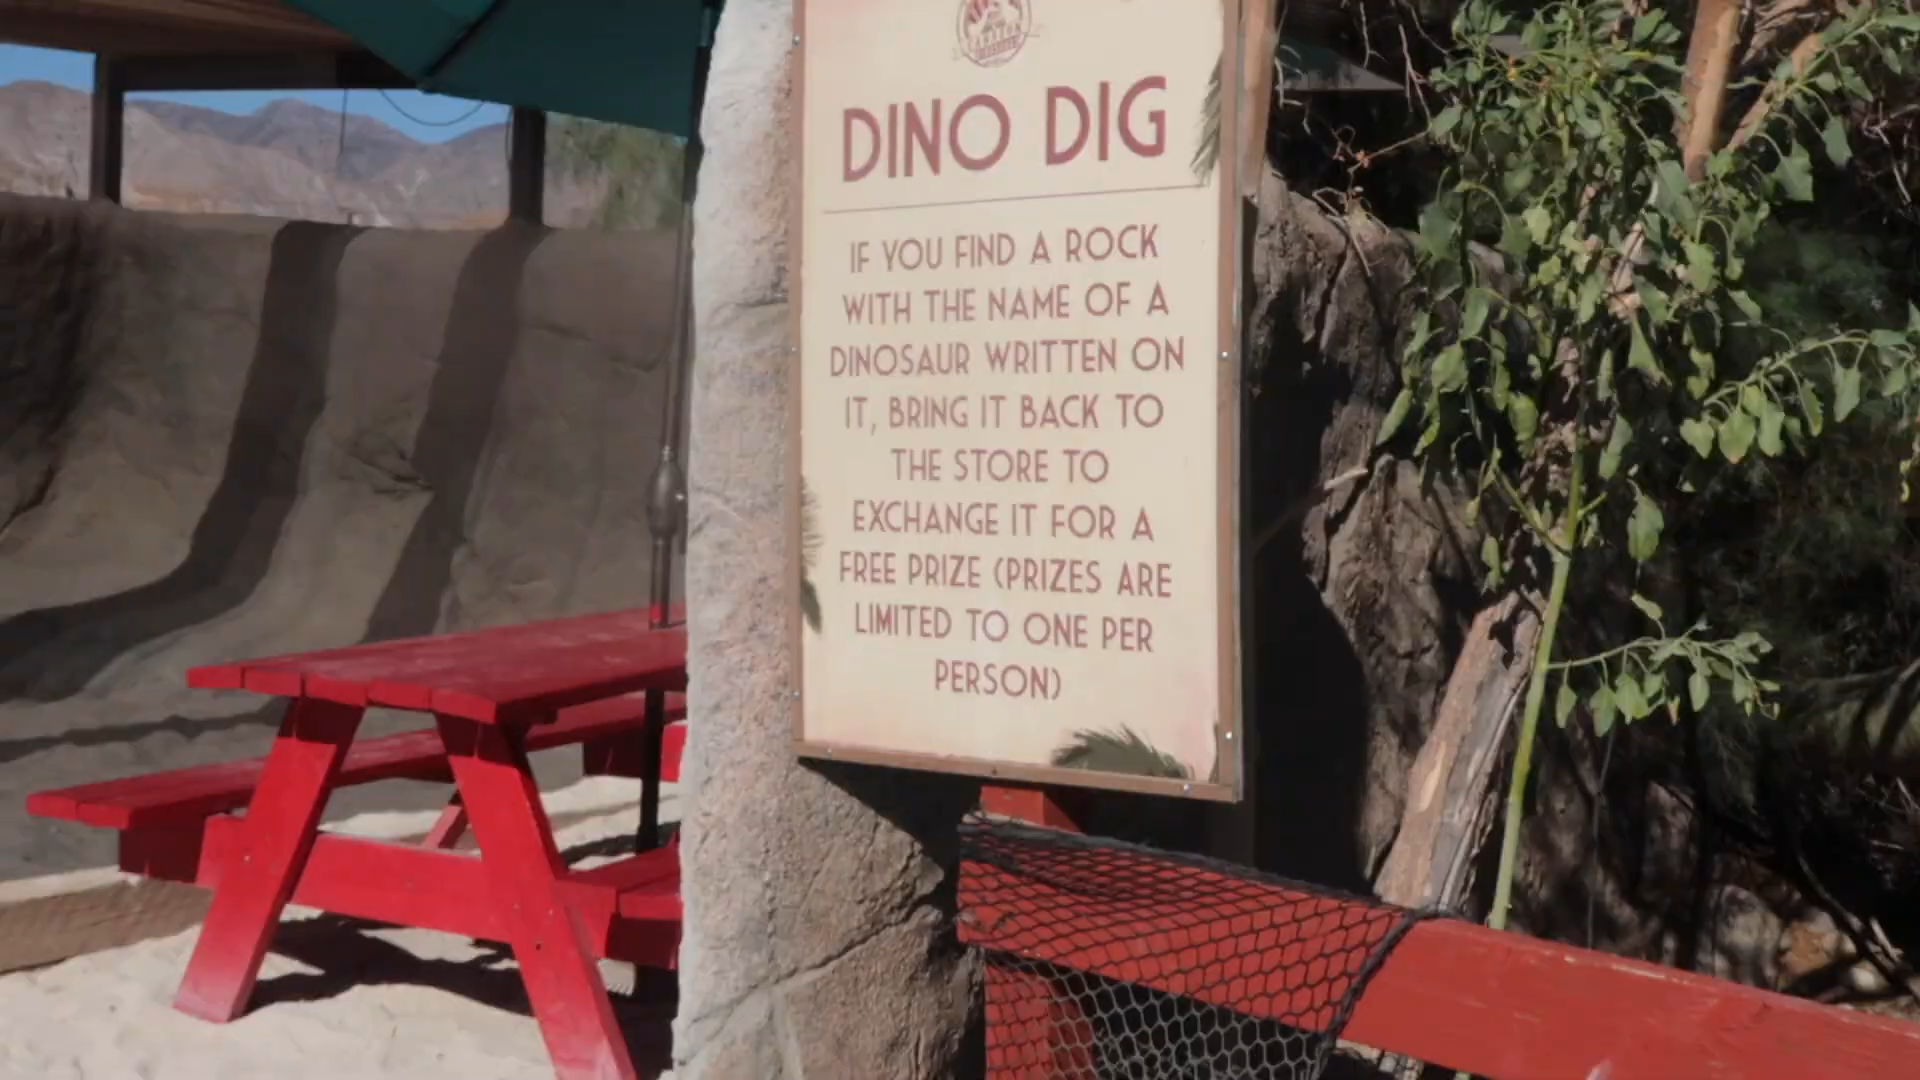 DINO DIG
IF YOU FIND A ROCK
WITH THE NAME OF A
DINOSAUR WRITTEN ON
IT, BRING IT BACK TO
THE STORE TO
EXCHANGE IT FOR A
FREE PRIZE (PRIZES ARE
LIMITED TO ONE PER
PERSON)